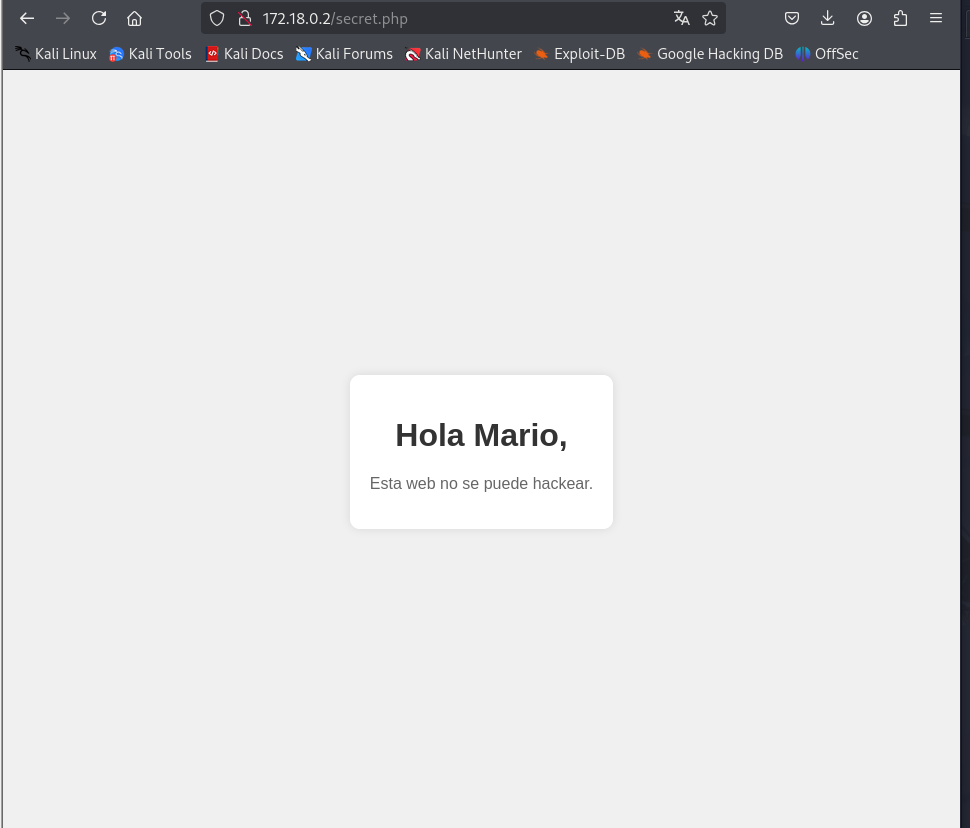 172.18.0.2/secret.php
Kali Linux Kali Tools Kali Docs Kali Forums Kali NetHunter Exploit-DB Google Hacking DB OffSec
Hola Mario,
Esta web no se puede hackear.